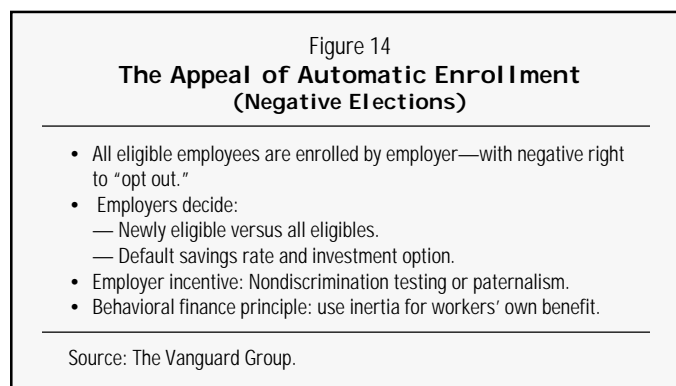 Figure 14
The Appeal of Automatic Enrollment
(Negative Elections)
• All eligible employees are enrolled by employer—with negative right
to “opt out.”
• Employers decide:
— Newly eligible versus all eligibles.
— Default savings rate and investment option.
• Employer incentive: Nondiscrimination testing or paternalism.
• Behavioral finance principle: use inertia for workers’ own benefit.
Source: The Vanguard Group.